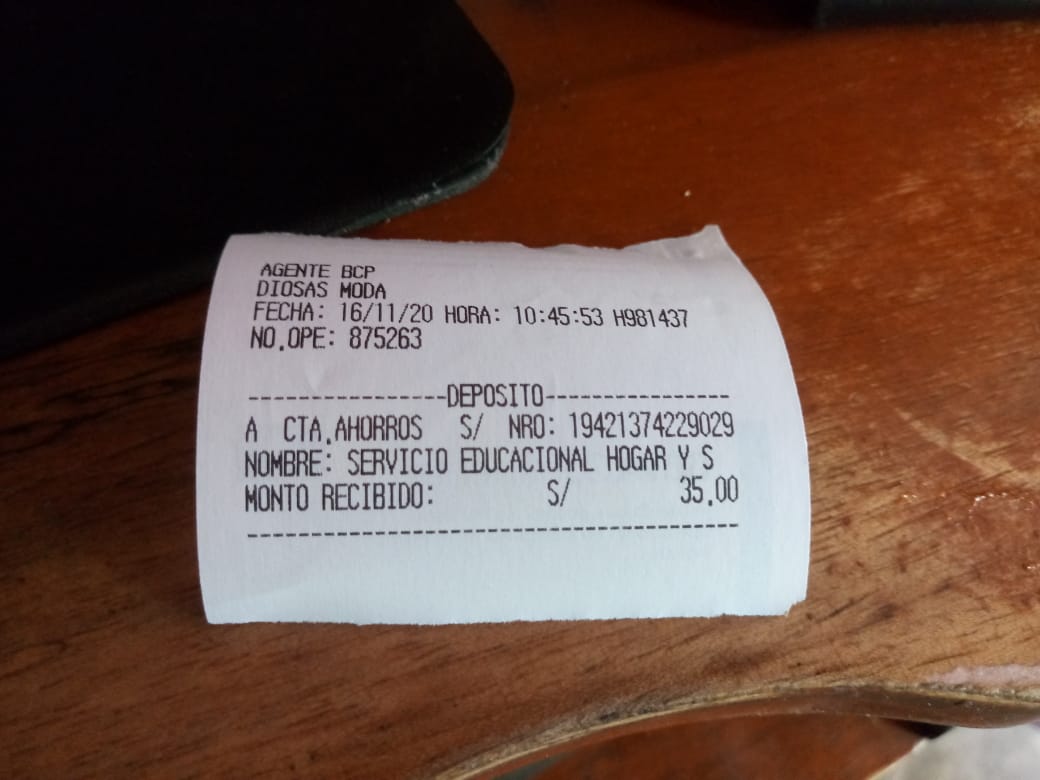 AGENTE BCP
DIOSAS MODA
FECHA: 16/11/20 HORA: 10:45:53 H981437
NO.OPE: 875263
-----------------DEPOSITO-----------------
A CTA.AHORROS S/ NRO: 19421374229029
NOMBRE: SERVICIO EDUCACIONAL HOGAR Y S
MONTO RECIBIDO: S/ 35.00